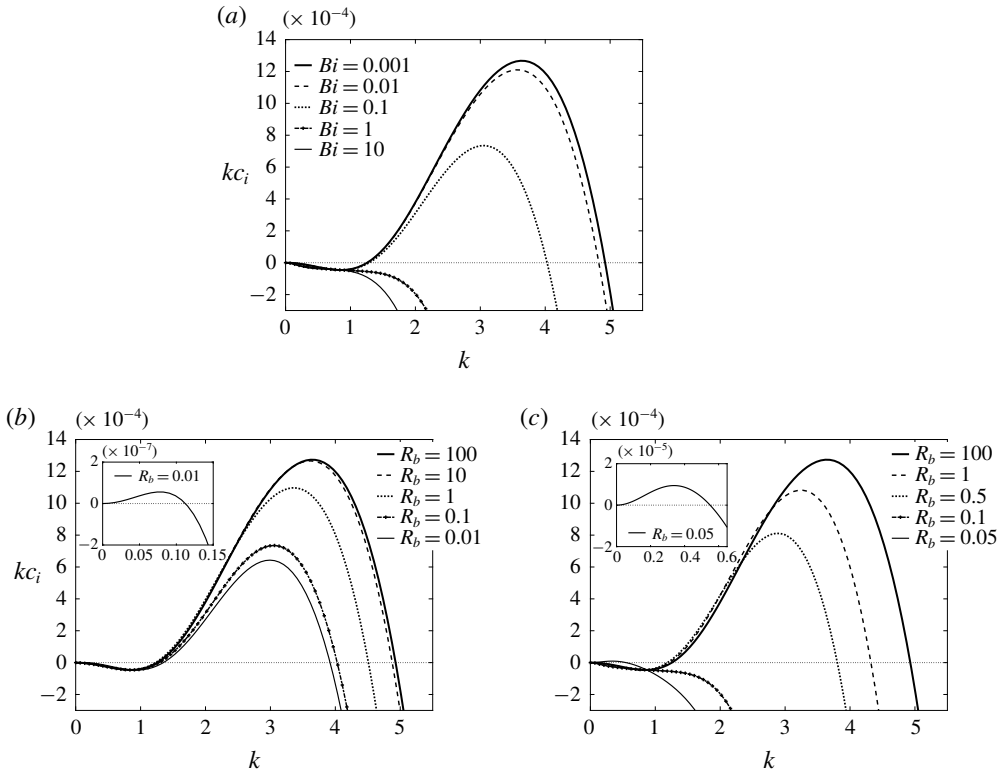 (a)
(× 10⁻⁴)
14
12
10
8
6
4
2
0
−2
kcᵢ
Bi = 0.001
Bi = 0.01
Bi = 0.1
Bi = 1
Bi = 10
0 1 2 3 4 5
k
(b)
(× 10⁻⁴)
14
12
10
8
6
4
2
0
−2
kcᵢ
(× 10⁻⁷)
2
0
−2
R_b = 0.01
0 0.05 0.10 0.15
R_b = 100
R_b = 10
R_b = 1
R_b = 0.1
R_b = 0.01
0 1 2 3 4 5
k
(c)
(× 10⁻⁴)
14
12
10
8
6
4
2
0
−2
(× 10⁻⁵)
2
0
−2
R_b = 0.05
0 0.2 0.4 0.6
R_b = 100
R_b = 1
R_b = 0.5
R_b = 0.1
R_b = 0.05
0 1 2 3 4 5
k